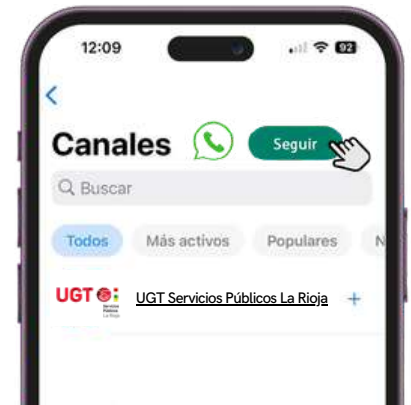 12:09
92
Canales
Seguir
Buscar
Todos
Más activos
Populares
N
UGT
Servicios
Públicos
La Rioja
UGT Servicios Públicos La Rioja
+